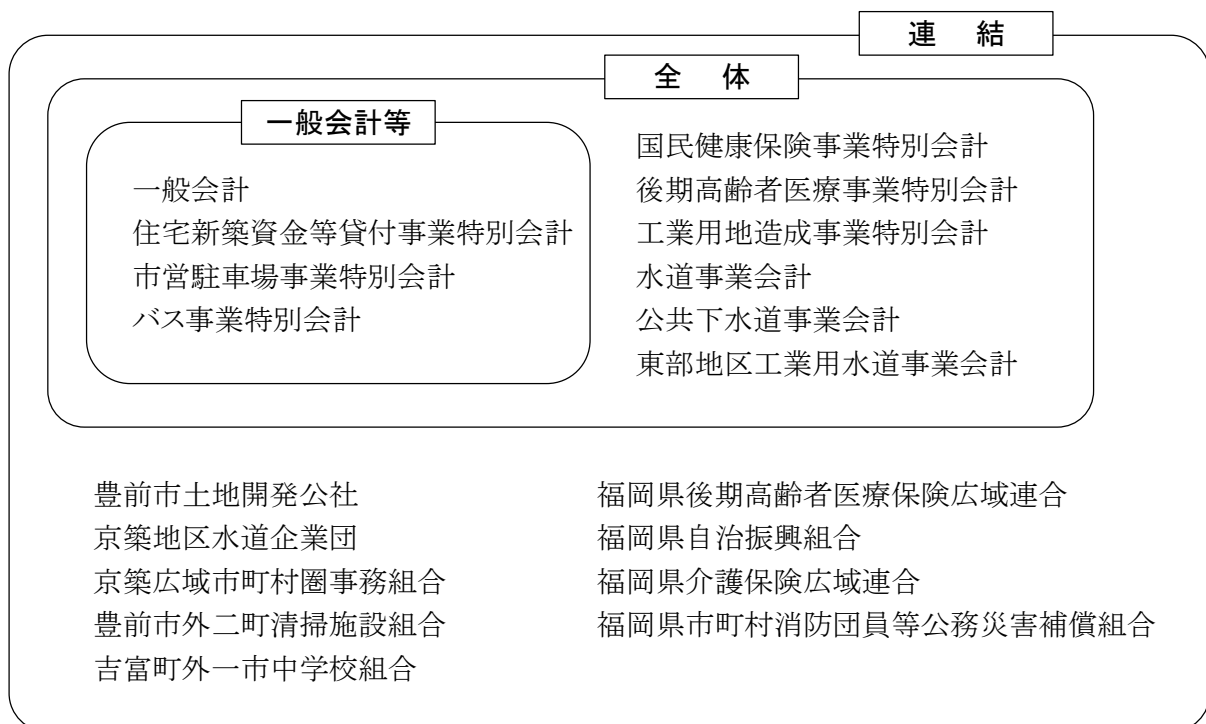 連 結
全 体
一般会計等
一般会計
住宅新築資金等貸付事業特別会計
市営駐車場事業特別会計
バス事業特別会計
国民健康保険事業特別会計
後期高齢者医療事業特別会計
工業用地造成事業特別会計
水道事業会計
公共下水道事業会計
東部地区工業用水道事業会計
豊前市土地開発公社
京築地区水道企業団
京築広域市町村圏事務組合
豊前市外二町清掃施設組合
吉富町外一市中学校組合
福岡県後期高齢者医療保険広域連合
福岡県自治振興組合
福岡県介護保険広域連合
福岡県市町村消防団員等公務災害補償組合